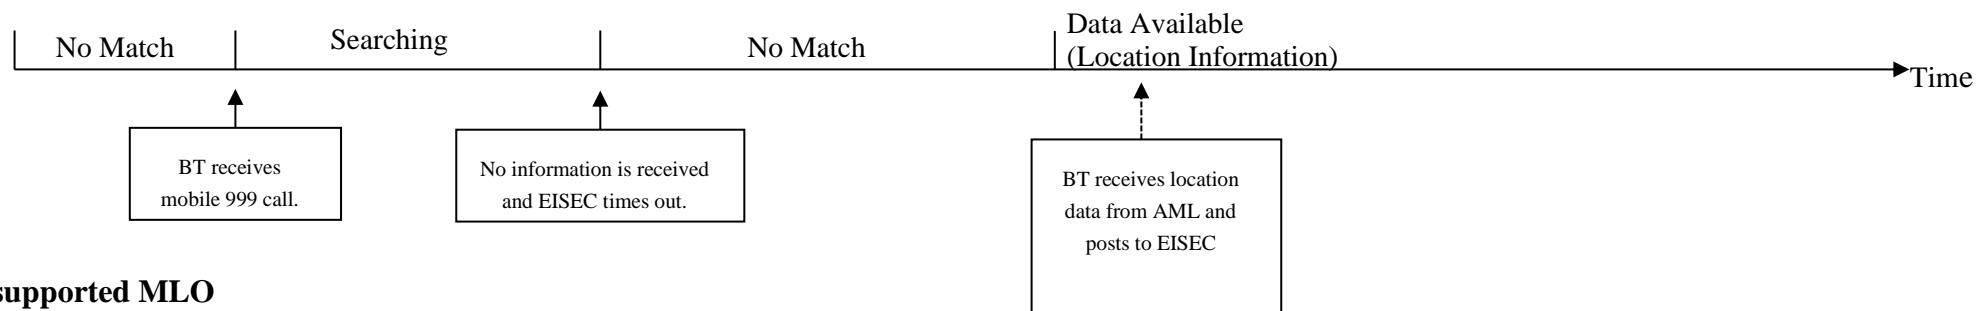 No Match
Searching
No Match
Data Available
(Location Information)
Time
BT receives
mobile 999 call.
No information is received
and EISEC times out.
BT receives location
data from AML and
posts to EISEC
supported MLO